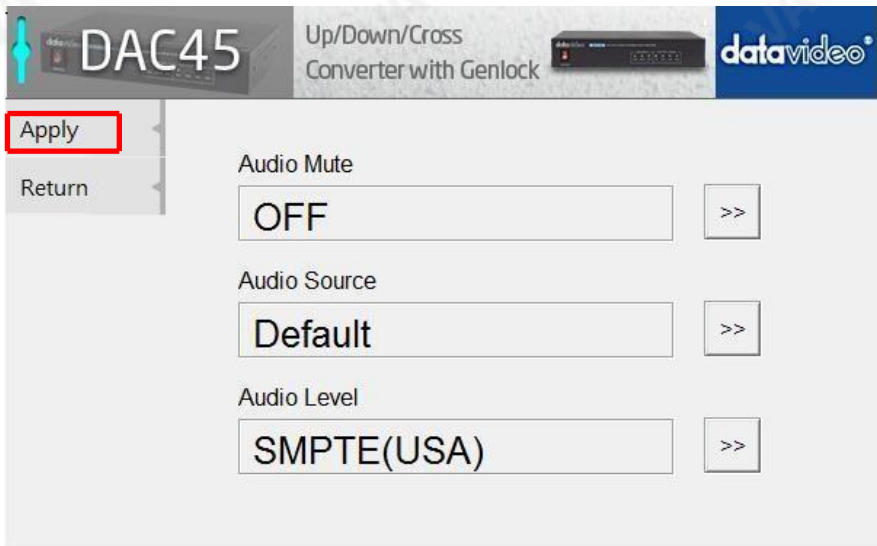 DAC45
Up/Down/Cross
Converter with Genlock
datavideo
Apply
Return
Audio Mute
OFF
>>
Audio Source
Default
>>
Audio Level
SMPTE(USA)
>>